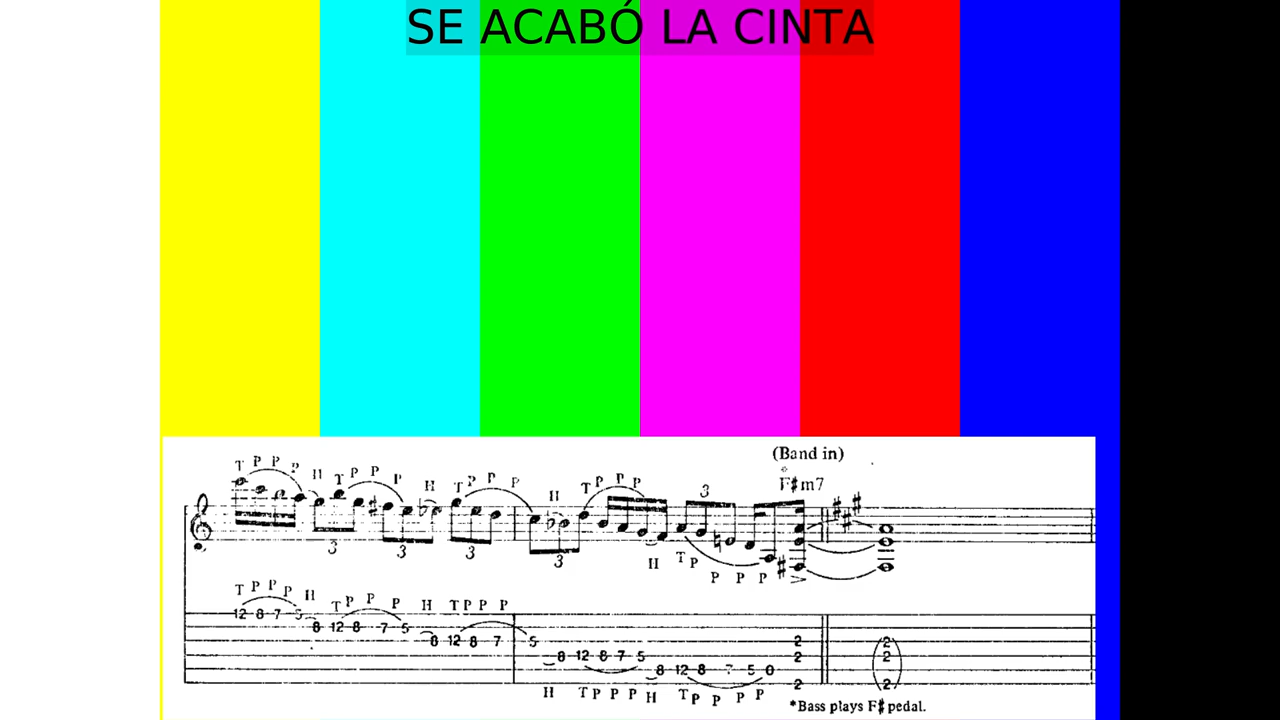 SE ACABÓ LA CINTA
(Band in)
*
T P P P H T P P P H T P P P H T P P P F#m7
3 3 3 3 3
H T P P P P
T P P P H T P P P H T P P P
12 8 7 5 8 12 8 7 5 8 12 8 7 5 8 12 8 7 5 8 12 8 7 5 0 2 2 2 2 2 2
H T P P P H T P P P P
*Bass plays F# pedal.